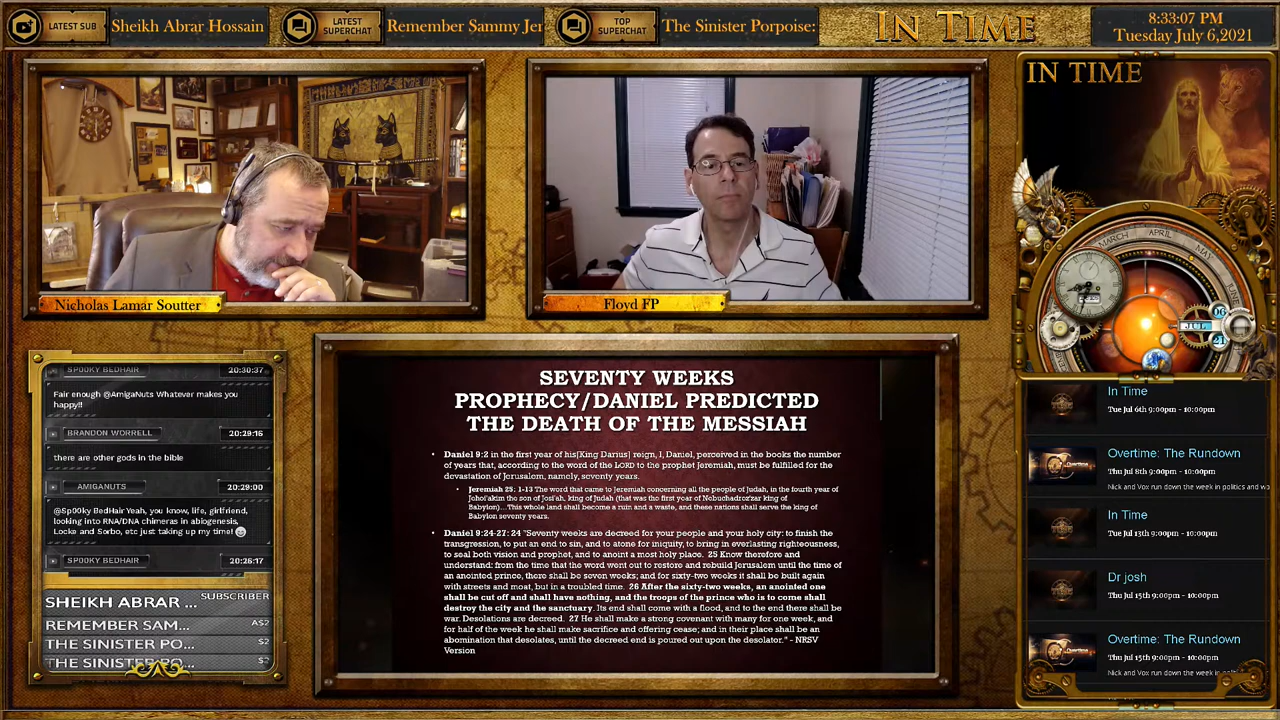 LATEST SUB
Sheikh Abrar Hossain
LATEST
SUPERCHAT
Remember Sammy Jer
TOP
SUPERCHAT
The Sinister Porpoise:
IN TIME
8:33:07 PM
Tuesday July 6,2021
Nicholas Lamar Soutter
Floyd FP
IN TIME
MARCH
APRIL
MAY
JUNE
06
JUL
21
SP00KY BEDHAIR
20:30:37
Fair enough @AmigaNuts Whatever makes you
happy!!
BRANDON WORRELL
20:29:16
there are other gods in the bible
AMIGANUTS
20:29:00
@Sp00ky BedHair Yeah, you know, life, girlfriend,
looking into RNA/DNA chimeras in abiogenesis,
Locke and Sorbo, etc just taking up my time! 😄
SP00KY BEDHAIR
20:26:17
SHEIKH ABRAR ...
SUBSCRIBER
REMEMBER SAM...
A$2
THE SINISTER PO...
$2
THE SINISTER PO...
$2
SEVENTY WEEKS
PROPHECY/DANIEL PREDICTED
THE DEATH OF THE MESSIAH
• Daniel 9:2 in the first year of his[King Darius] reign, I, Daniel, perceived in the books the number
of years that, according to the word of the LORD to the prophet Jeremiah, must be fulfilled for the
devastation of Jerusalem, namely, seventy years.
• Jeremiah 25: 1-13 The word that came to Jeremiah concerning all the people of Judah, in the fourth year of
Jehoi'akim the son of Josi'ah, king of Judah (that was the first year of Nebuchadrez'zar king of
Babylon)...This whole land shall become a ruin and a waste, and these nations shall serve the king of
Babylon seventy years.
• Daniel 9:24-27: 24 "Seventy weeks are decreed for your people and your holy city: to finish the
transgression, to put an end to sin, and to atone for iniquity, to bring in everlasting righteousness,
to seal both vision and prophet, and to anoint a most holy place. 25 Know therefore and
understand: from the time that the word went out to restore and rebuild Jerusalem until the time of
an anointed prince, there shall be seven weeks; and for sixty-two weeks it shall be built again
with streets and moat, but in a troubled time. 26 After the sixty-two weeks, an anointed one
shall be cut off and shall have nothing, and the troops of the prince who is to come shall
destroy the city and the sanctuary. Its end shall come with a flood, and to the end there shall be
war. Desolations are decreed. 27 He shall make a strong covenant with many for one week, and
for half of the week he shall make sacrifice and offering cease; and in their place shall be an
abomination that desolates, until the decreed end is poured out upon the desolator." - NRSV
Version
In Time
Tue Jul 6th 9:00pm - 10:00pm
Overtime: The Rundown
Thu Jul 8th 9:00pm - 10:00pm
Nick and Vox run down the week in politics and w
In Time
Tue Jul 13th 9:00pm - 10:00pm
Dr josh
Thu Jul 15th 9:00pm - 10:00pm
Overtime: The Rundown
Thu Jul 15th 9:00pm - 10:00pm
Nick and Vox run down the week in